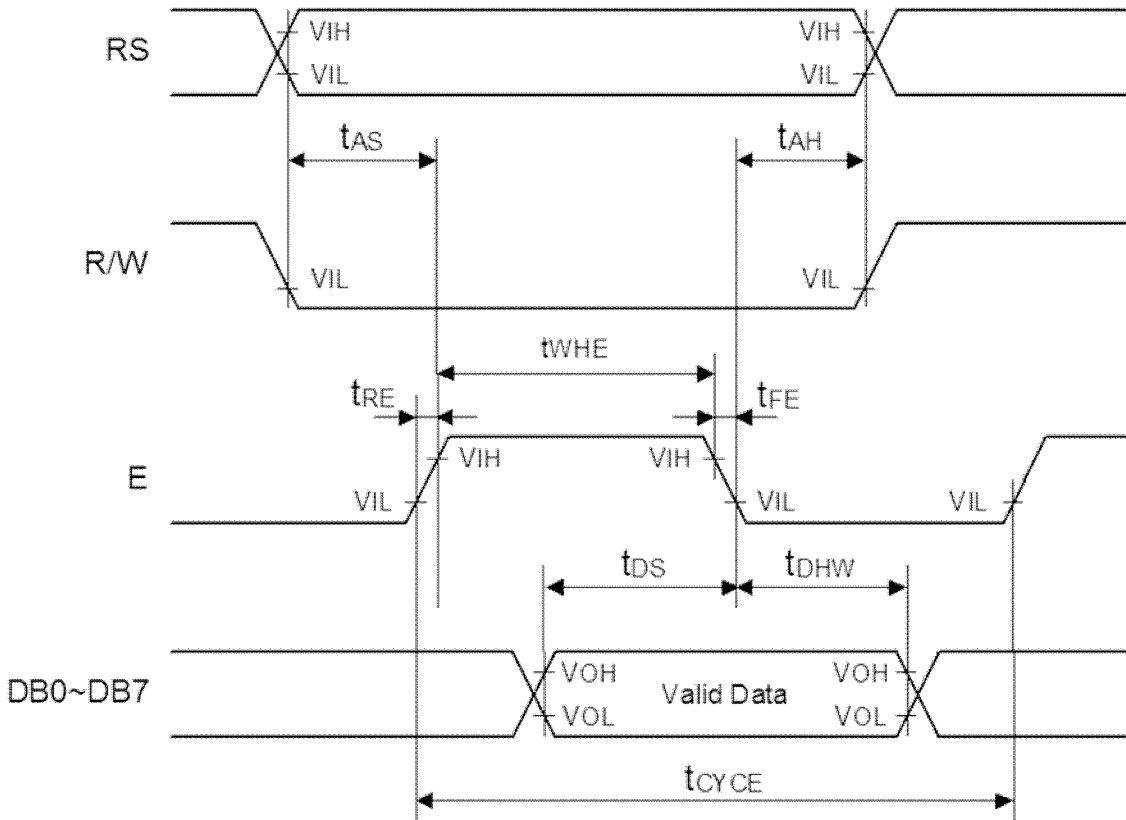 RS VIH VIH
VIL VIL
tAS tAH
R/W VIL VIL
tWHE
tRE tFE
E VIH VIH
VIL VIL VIL
tDS tDHW
DB0~DB7 VOH Valid Data VOH
VOL VOL
tCYCE